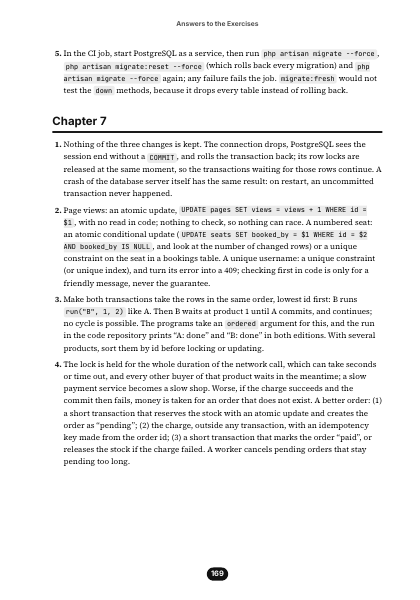 Answers to the Exercises
5. In the CI job, start PostgreSQL as a service, then run php artisan migrate --force,
php artisan migrate:reset --force (which rolls back every migration) and php
artisan migrate --force again; any failure fails the job. migrate:fresh would not
test the down methods, because it drops every table instead of rolling back.
Chapter 7
1. Nothing of the three changes is kept. The connection drops, PostgreSQL sees the
session end without a COMMIT, and rolls the transaction back; its row locks are
released at the same moment, so the transactions waiting for those rows continue. A
crash of the database server itself has the same result: on restart, an uncommitted
transaction never happened.
2. Page views: an atomic update, UPDATE pages SET views = views + 1 WHERE id =
$1, with no read in code; nothing to check, so nothing can race. A numbered seat:
an atomic conditional update (UPDATE seats SET booked_by = $1 WHERE id = $2
AND booked_by IS NULL, and look at the number of changed rows) or a unique
constraint on the seat in a bookings table. A unique username: a unique constraint
(or unique index), and turn its error into a 409; checking first in code is only for a
friendly message, never the guarantee.
3. Make both transactions take the rows in the same order, lowest id first: B runs
run("B", 1, 2) like A. Then B waits at product 1 until A commits, and continues;
no cycle is possible. The programs take an ordered argument for this, and the run
in the code repository prints “A: done” and “B: done” in both editions. With several
products, sort them by id before locking or updating.
4. The lock is held for the whole duration of the network call, which can take seconds
or time out, and every other buyer of that product waits in the meantime; a slow
payment service becomes a slow shop. Worse, if the charge succeeds and the
commit then fails, money is taken for an order that does not exist. A better order: (1)
a short transaction that reserves the stock with an atomic update and creates the
order as “pending”; (2) the charge, outside any transaction, with an idempotency
key made from the order id; (3) a short transaction that marks the order “paid”, or
releases the stock if the charge failed. A worker cancels pending orders that stay
pending too long.
169